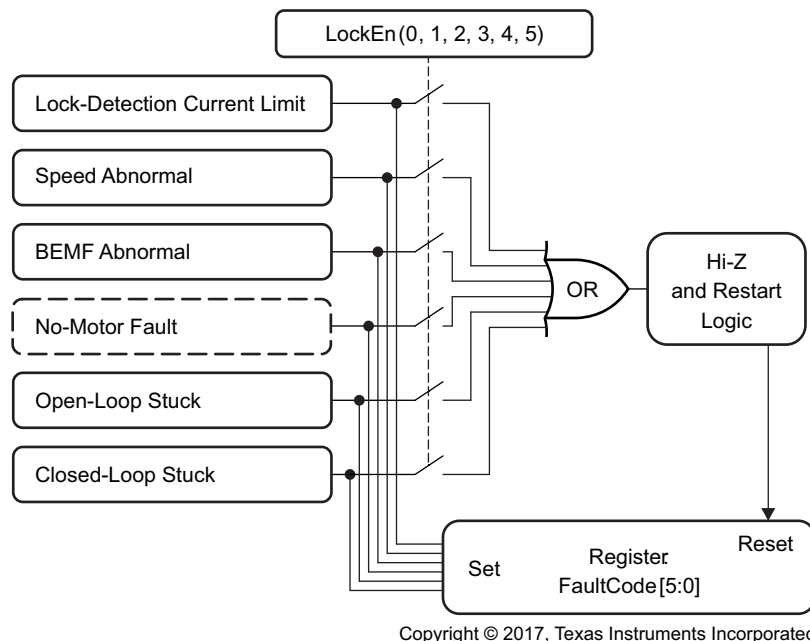 LockEn(0, 1, 2, 3, 4, 5)
Lock-Detection Current Limit
Speed Abnormal
BEMF Abnormal
No-Motor Fault
Open-Loop Stuck
Closed-Loop Stuck
OR
Hi-Z
and Restart
Logic
Reset
Set
Register:
FaultCode[5:0]
Copyright © 2017, Texas Instruments Incorporated